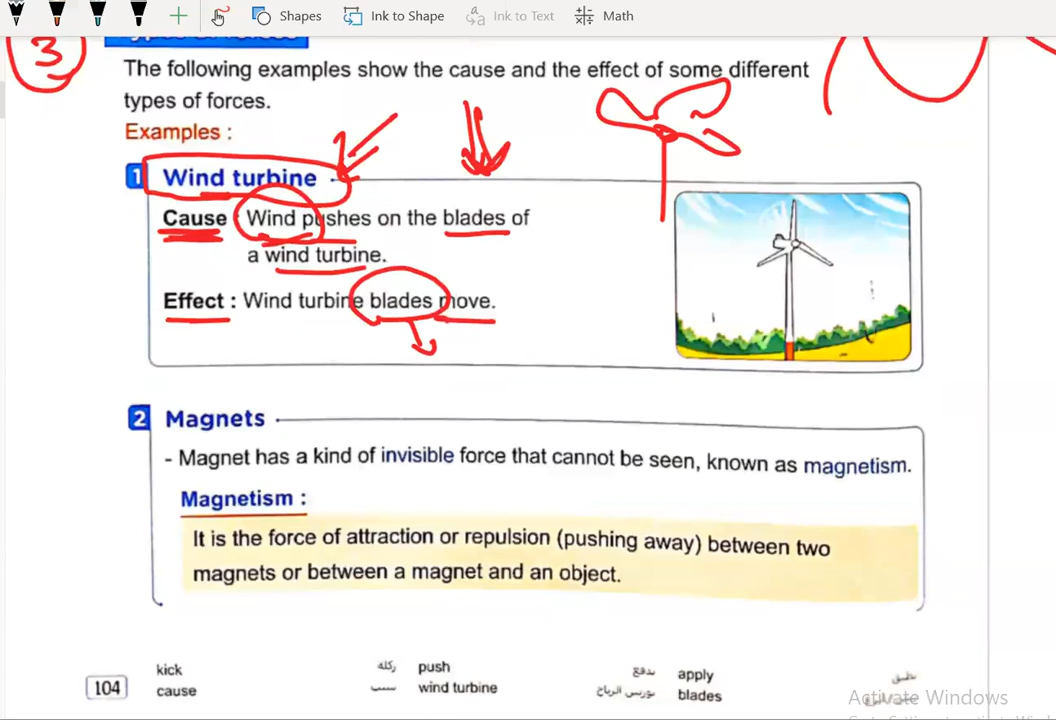 Shapes
Ink to Shape
Ink to Text
Math
3
The following examples show the cause and the effect of some different
types of forces.
Examples :
1 Wind turbine
Cause : Wind pushes on the blades of
a wind turbine.
Effect : Wind turbine blades move.
2 Magnets
- Magnet has a kind of invisible force that cannot be seen, known as magnetism.
Magnetism :
It is the force of attraction or repulsion (pushing away) between two
magnets or between a magnet and an object.
kick ركلة push يدفع apply
104 cause سبب wind turbine توربين الرياح blades
Activate Windows